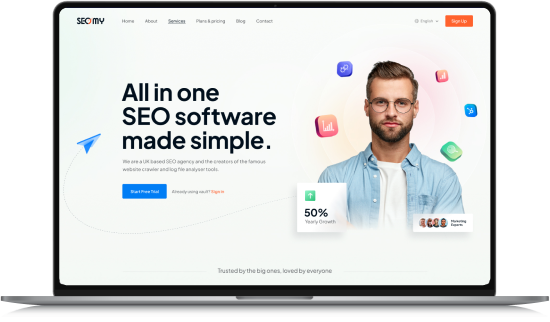 SEO MY
Home About Services Plans & pricing Blog Contact
English
Sign Up
All in one
SEO software
made simple.
We are a UK based SEO agency and the creators of the famous
website crawler and log file analyser tools.
Start Free Trial
Already using us it? Sign in
50%
Yearly Growth
Marketing
Experts
Trusted by the big ones, loved by everyone